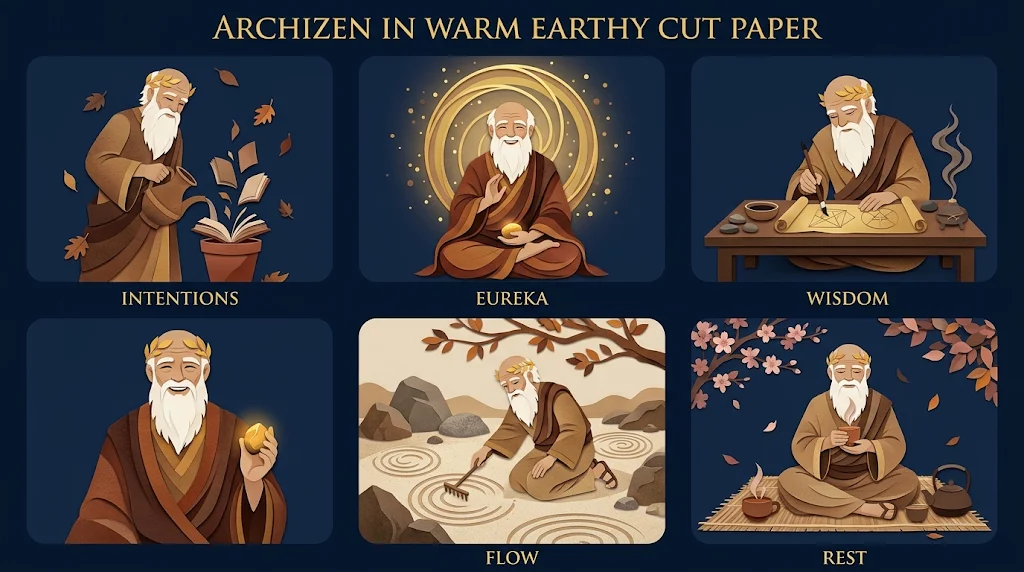 ARCHIZEN IN WARM EARTHY CUT PAPER
INTENTIONS
EUREKA
WISDOM
FLOW
REST